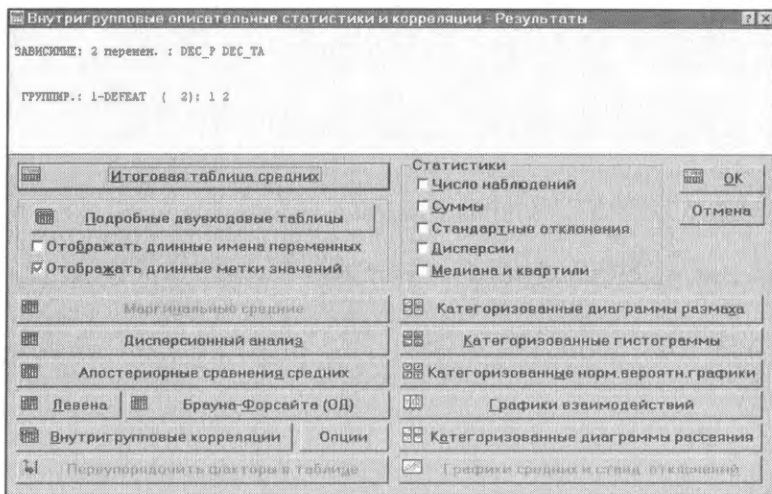 Внутригрупповые описательные статистики и корреляции - Результаты
ЗАВИСИМЫЕ: 2 перемен. : DEC_P DEC_TA
ГРУППИР.: 1-DEFEAT ( 2): 1 2
Итоговая таблица средних
Подробные двувходовые таблицы
Отображать длинные имена переменных
Отображать длинные метки значений
Статистики
Число наблюдений
Суммы
Стандартные отклонения
Дисперсии
Медиана и квартили
OK
Отмена
Маргинальные средние
Категоризованные диаграммы размаха
Дисперсионный анализ
Категоризованные гистограммы
Апостериорные сравнения средних
Категоризованные норм.вероятн.графики
Левена
Брауна-Форсайта (ОД)
Графики взаимодействий
Внутригрупповые корреляции
Опции
Категоризованные диаграммы рассеяния
Переупорядочить факторы в таблице
Графики средних и станд. отклонений